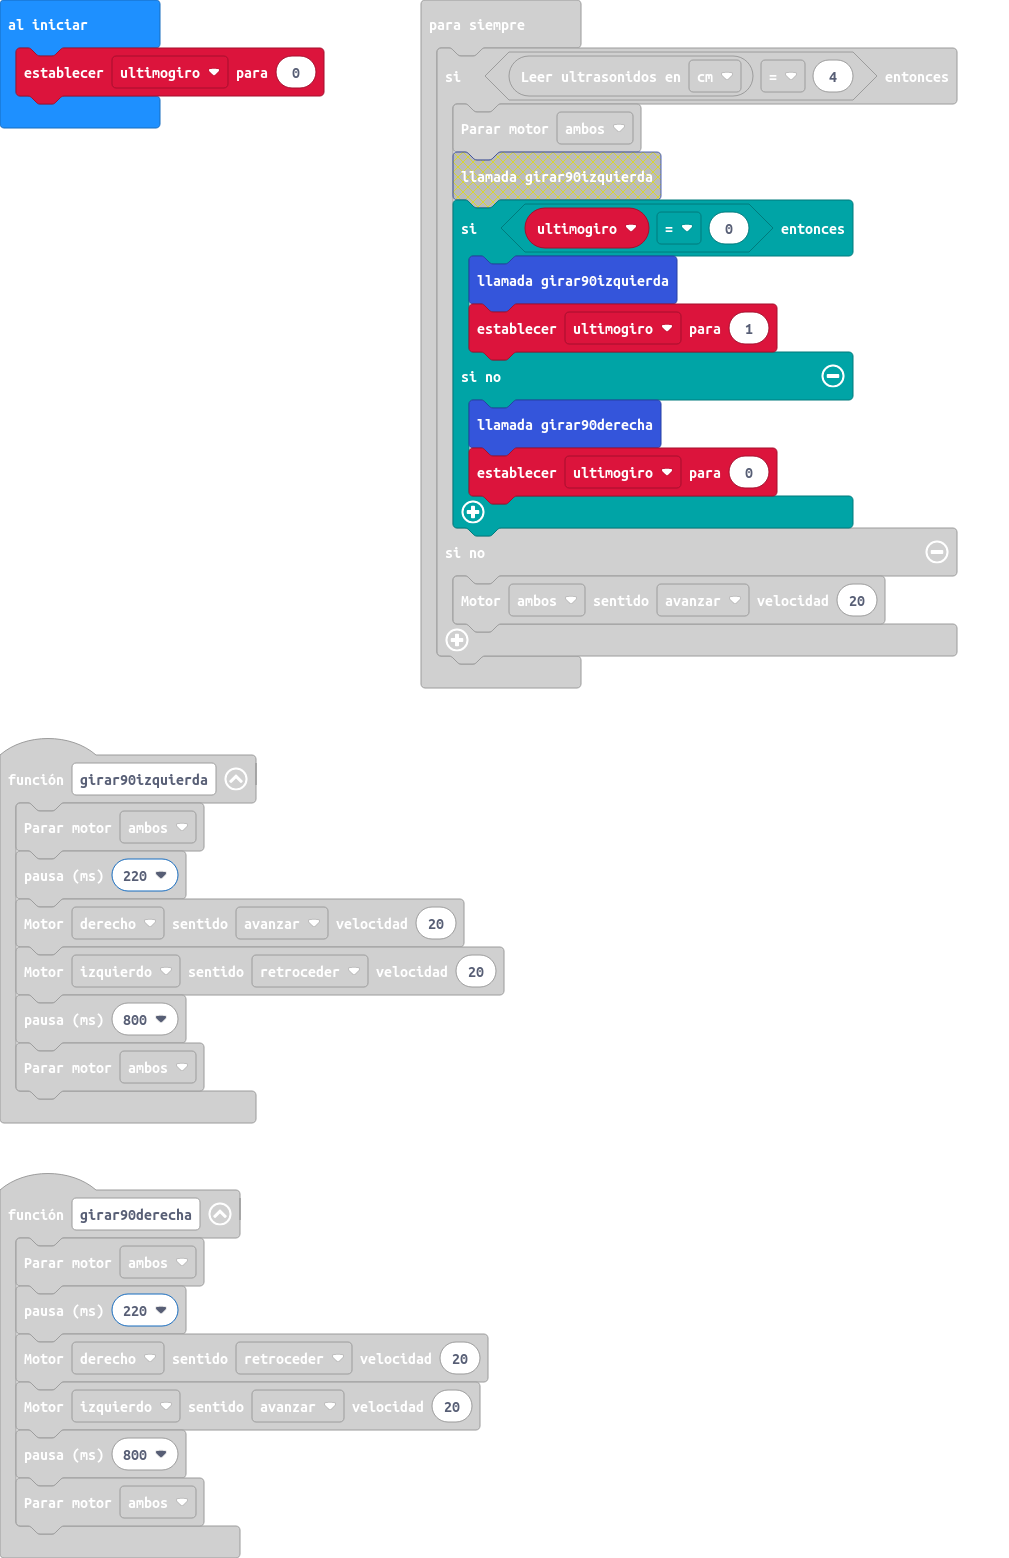 al iniciar
establecer ultimogiro para 0
para siempre
si Leer ultrasonidos en cm = 4 entonces
Parar motor ambos
llamada girar90izquierda
si ultimogiro = 0 entonces
llamada girar90izquierda
establecer ultimogiro para 1
si no
llamada girar90derecha
establecer ultimogiro para 0
si no
Motor ambos sentido avanzar velocidad 20
función girar90izquierda
Parar motor ambos
pausa (ms) 220
Motor derecho sentido avanzar velocidad 20
Motor izquierdo sentido retroceder velocidad 20
pausa (ms) 800
Parar motor ambos
función girar90derecha
Parar motor ambos
pausa (ms) 220
Motor derecho sentido retroceder velocidad 20
Motor izquierdo sentido avanzar velocidad 20
pausa (ms) 800
Parar motor ambos